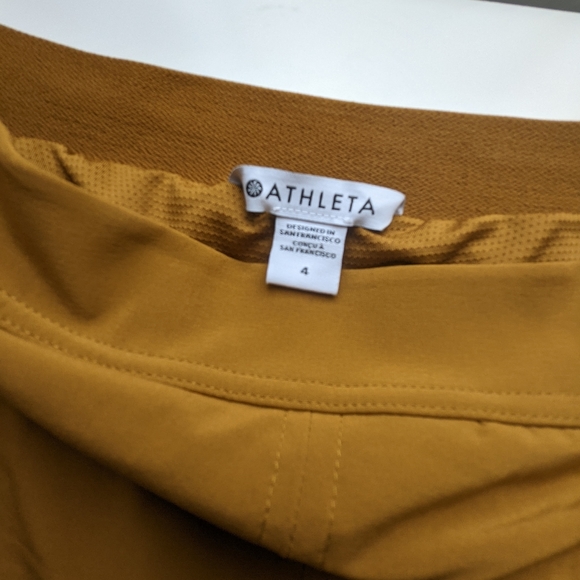 ATHLETA
DESIGNED IN
SAN FRANCISCO
CONÇU À
SAN FRANCISCO
4